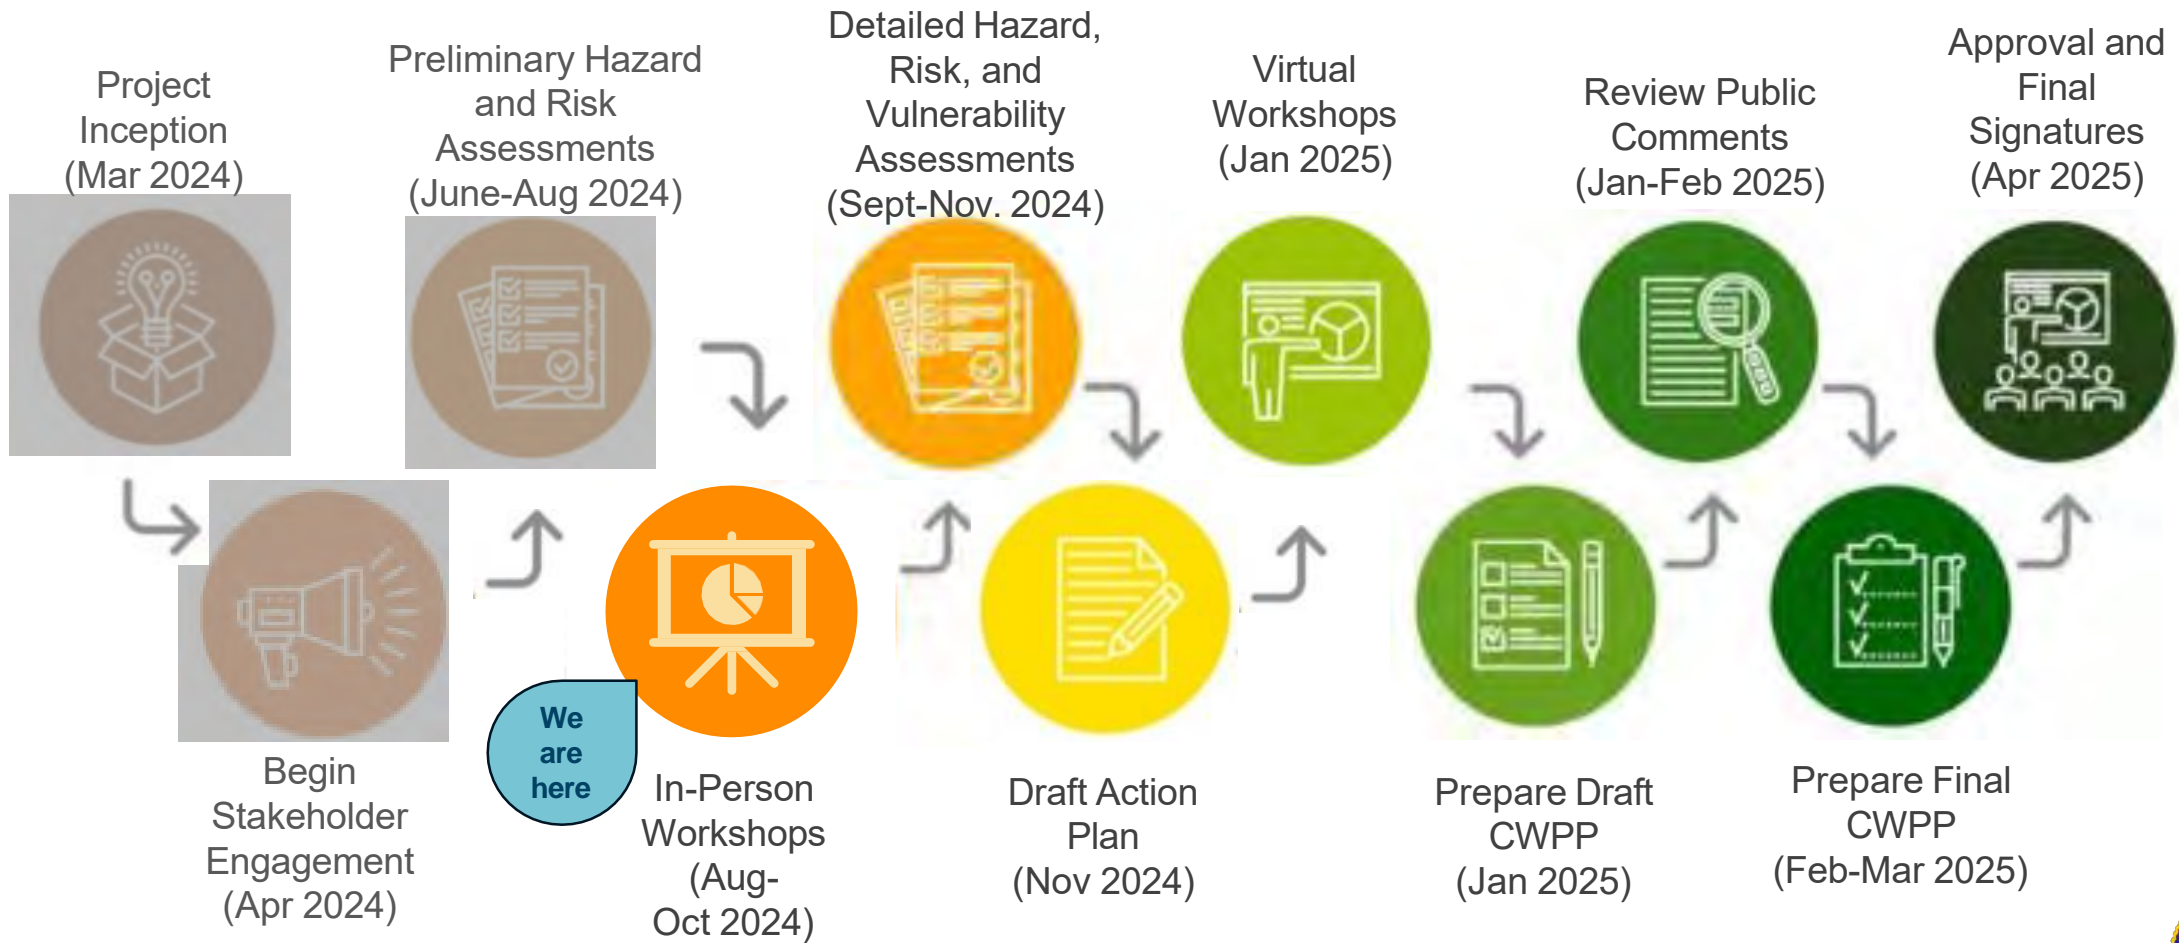 Project
Inception
(Mar 2024)
Begin
Stakeholder
Engagement
(Apr 2024)
Preliminary Hazard
and Risk
Assessments
(June-Aug 2024)
We
are
here
In-Person
Workshops
(Aug-
Oct 2024)
Detailed Hazard,
Risk, and
Vulnerability
Assessments
(Sept-Nov. 2024)
Draft Action
Plan
(Nov 2024)
Virtual
Workshops
(Jan 2025)
Prepare Draft
CWPP
(Jan 2025)
Review Public
Comments
(Jan-Feb 2025)
Prepare Final
CWPP
(Feb-Mar 2025)
Approval and
Final
Signatures
(Apr 2025)